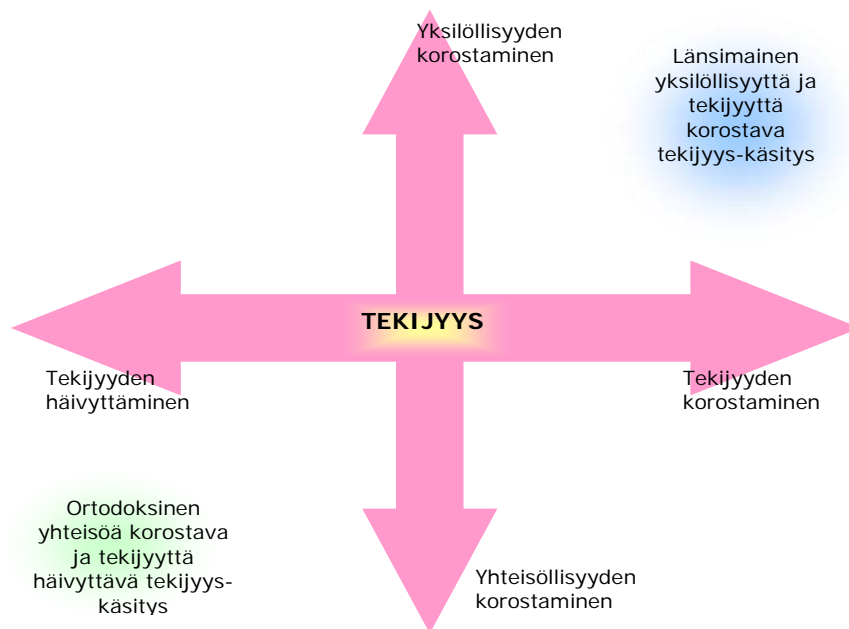 Yksilöllisyyden
korostaminen
Länsimainen
yksilöllisyyttä ja
tekijyyttä
korostava
tekijyys-käsitys
TEKIJYYS
Tekijyyden
häivyttäminen
Tekijyyden
korostaminen
Ortodoksinen
yhteisöä korostava
ja tekijyyttä
häivyttävä tekijyys-
käsitys
Yhteisöllisyyden
korostaminen